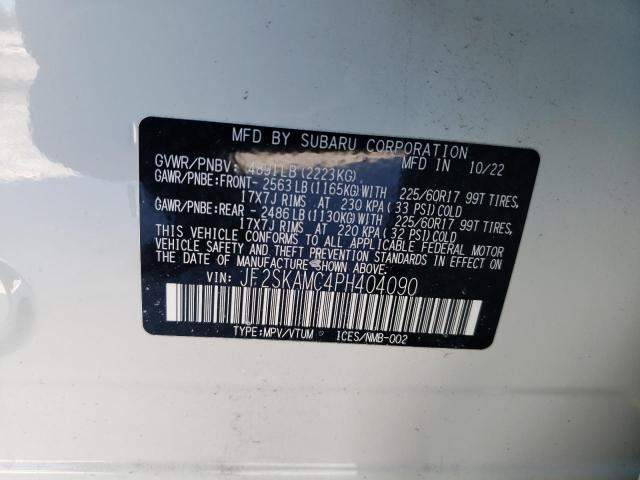 MFD BY SUBARU CORPORATION
GVWR/PNBV: 4891LB (2223KG) MFD IN 10/22
GAWR/PNBE:FRONT- 2563LB(1165KG)WITH 225/60R17 99T TIRES,
17X7J RIMS AT 230 KPA(33 PSI)COLD
GAWR/PNBE:REAR - 2486LB(1130KG)WITH 225/60R17 99T TIRES,
17X7J RIMS AT 220 KPA(32 PSI)COLD
THIS VEHICLE CONFORMS TO ALL APPLICABLE FEDERAL MOTOR
VEHICLE SAFETY AND THEFT PREVENTION STANDARDS IN EFFECT ON
THE DATE OF MANUFACTURE SHOWN ABOVE.
VIN: JF2SKAMC4PH404090
TYPE:MPV/VTUM ICES/NMB-002